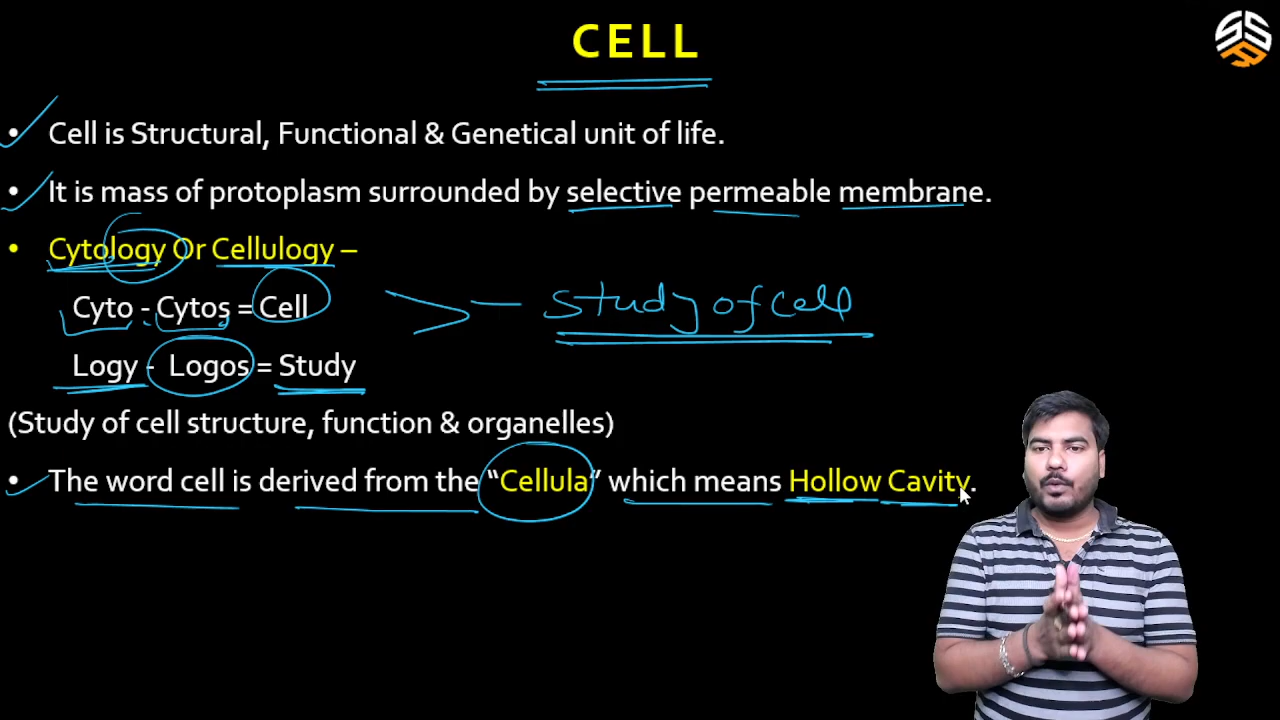 CELL
• Cell is Structural, Functional & Genetical unit of life.
• It is mass of protoplasm surrounded by selective permeable membrane.
• Cytology Or Cellulogy –
Cyto - Cytos = Cell
Study of Cell
Logy - Logos = Study
(Study of cell structure, function & organelles)
• The word cell is derived from the “Cellula” which means Hollow Cavity.